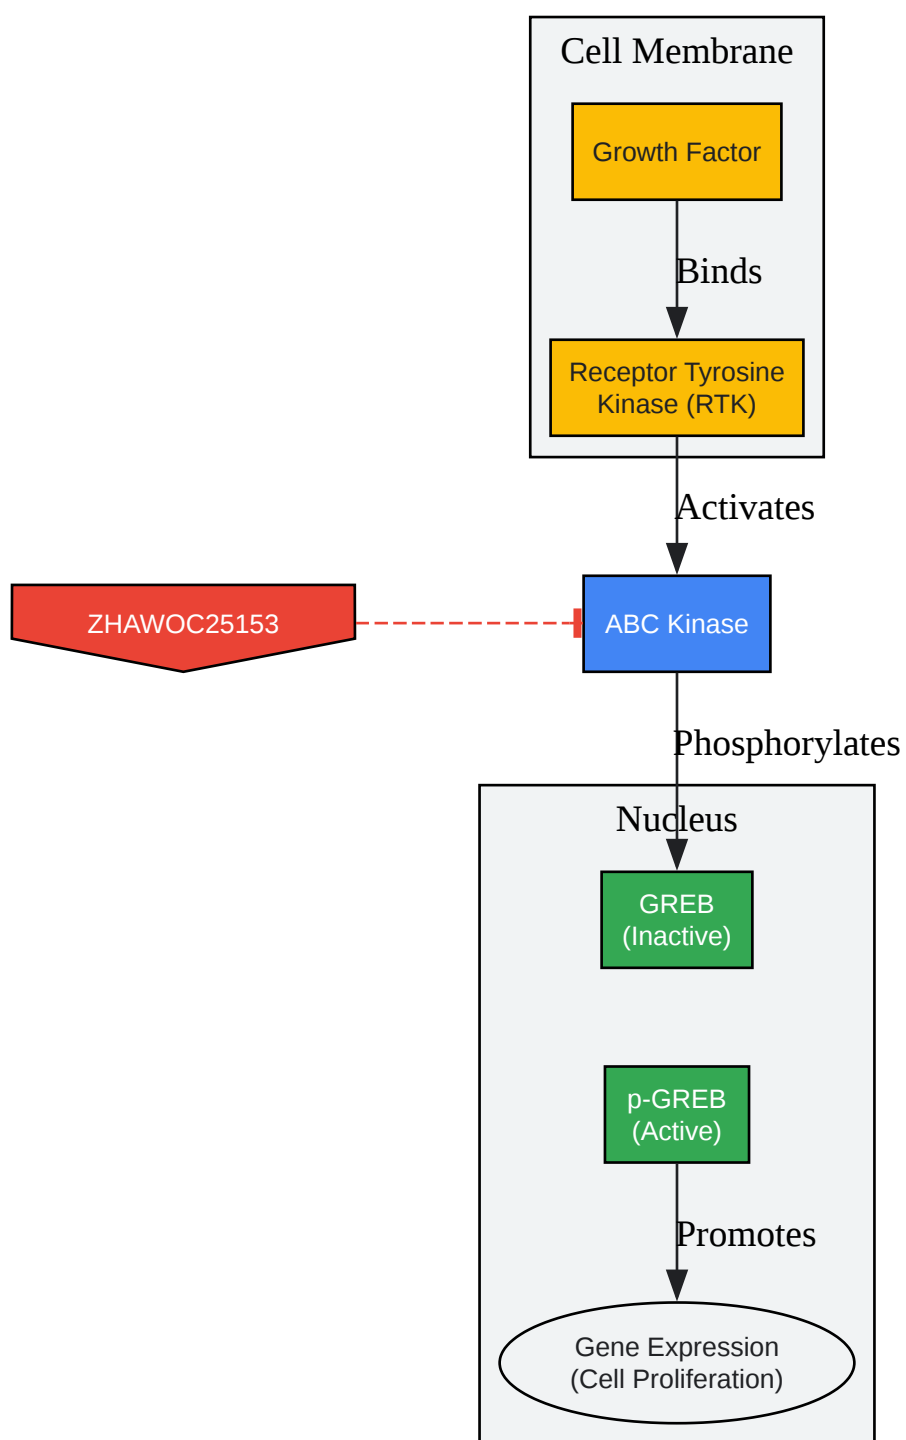 Cell Membrane
Growth Factor
Binds
Receptor Tyrosine
Kinase (RTK)
Activates
ZHAWOC25153
ABC Kinase
Phosphorylates
Nucleus
GREB
(Inactive)
p-GREB
(Active)
Promotes
Gene Expression
(Cell Proliferation)